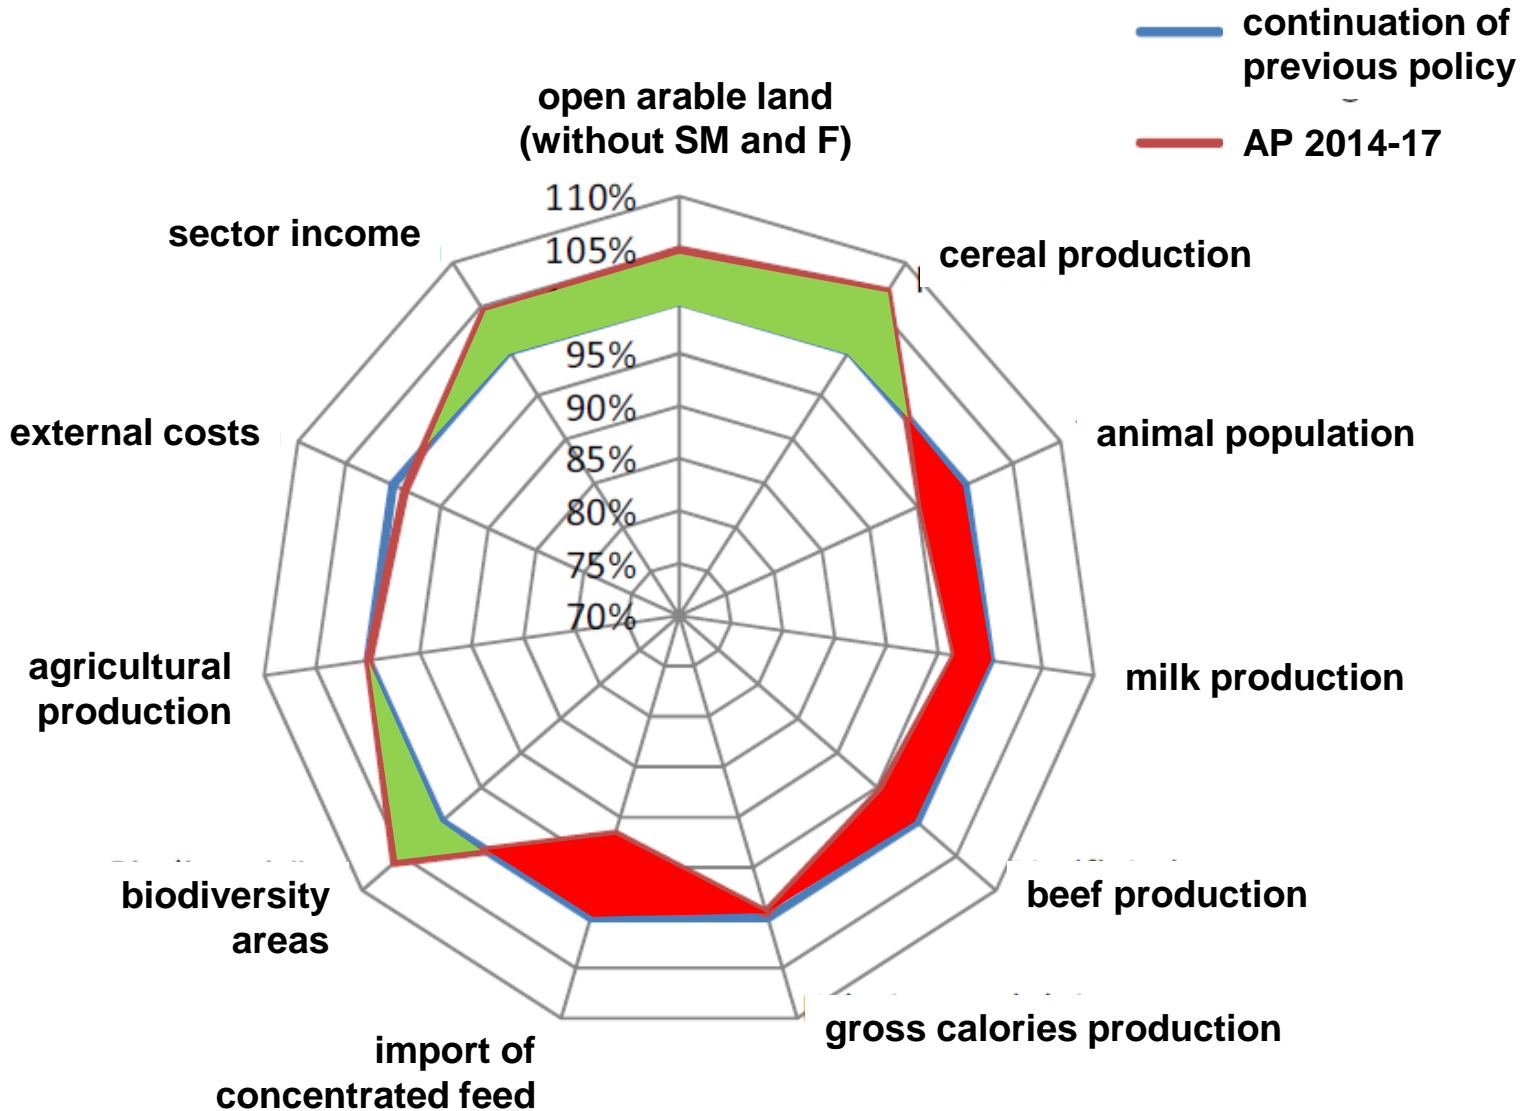 continuation of
previous policy
AP 2014-17
open arable land
(without SM and F)
110%
105%
95%
90%
85%
80%
75%
70%
sector income
cereal production
external costs
animal population
agricultural
production
milk production
biodiversity
areas
beef production
import of
concentrated feed
gross calories production